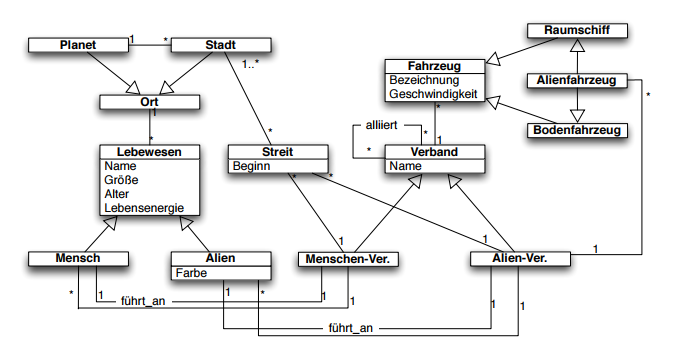 Raumschiff
Planet
1
*
Stadt
1..*
Fahrzeug
Bezeichnung
Geschwindigkeit
Alienfahrzeug
*
Ort
1
*
*
*
1
alliiert
*
*
Bodenfahrzeug
Lebewesen
Name
Größe
Alter
Lebensenergie
Streit
Beginn
*
*
Verband
Name
1
1
1
Mensch
Alien
Farbe
Menschen-Ver.
Alien-Ver.
*
1
führt_an
1
1
1
*
führt_an
1
1